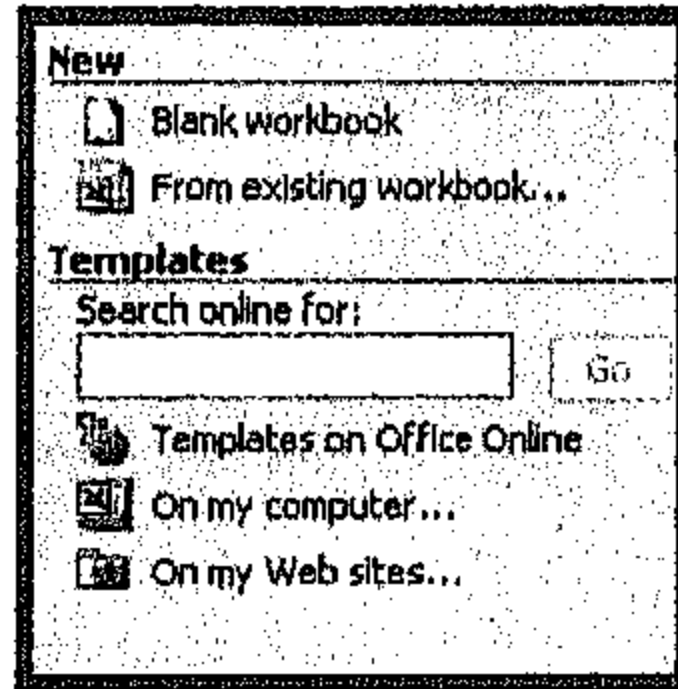 New
Blank workbook
From existing workbook...
Templates
Search online for:
Go
Templates on Office Online
On my computer...
On my Web sites...